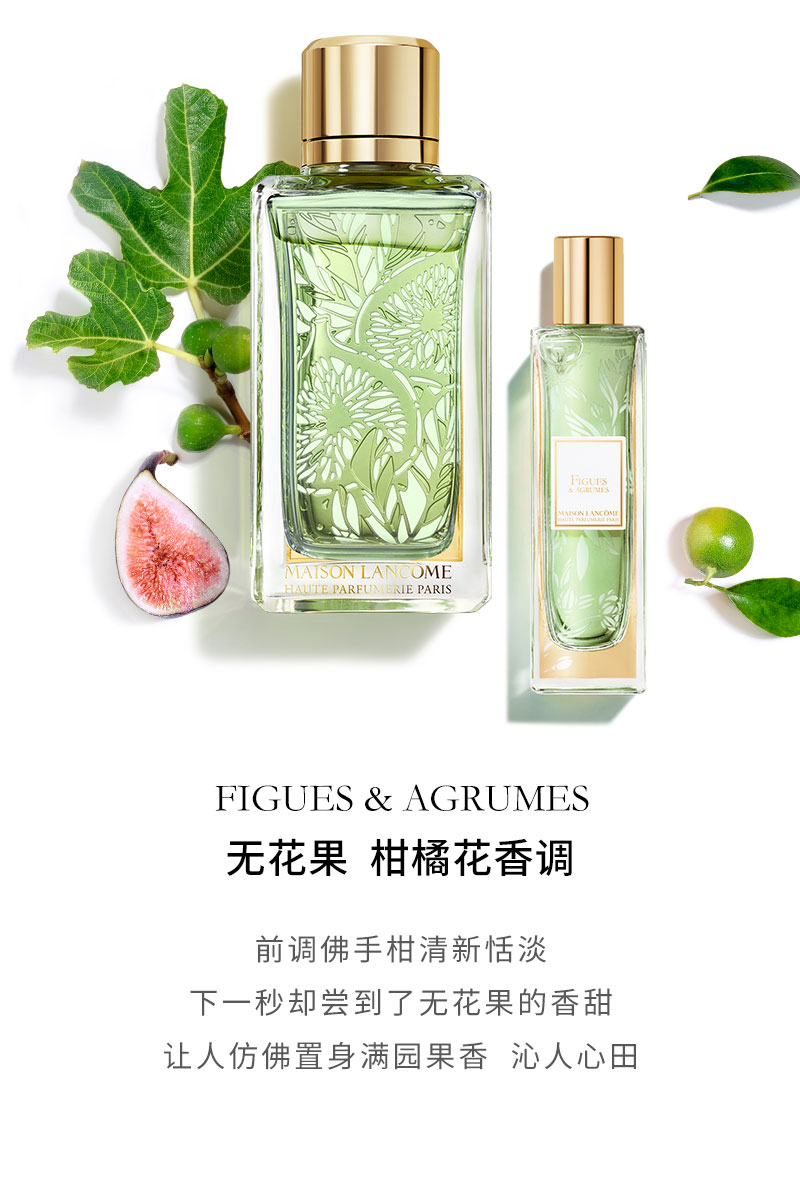 MAISON LANCÔME
HAUTE PARFUMERIE PARIS
FIGUES
& AGRUMES
MAISON LANCÔME
HAUTE PARFUMERIE PARIS
FIGUES & AGRUMES
无花果 柑橘花香调
前调佛手柑清新恬淡
下一秒却尝到了无花果的香甜
让人仿佛置身满园果香 沁人心田